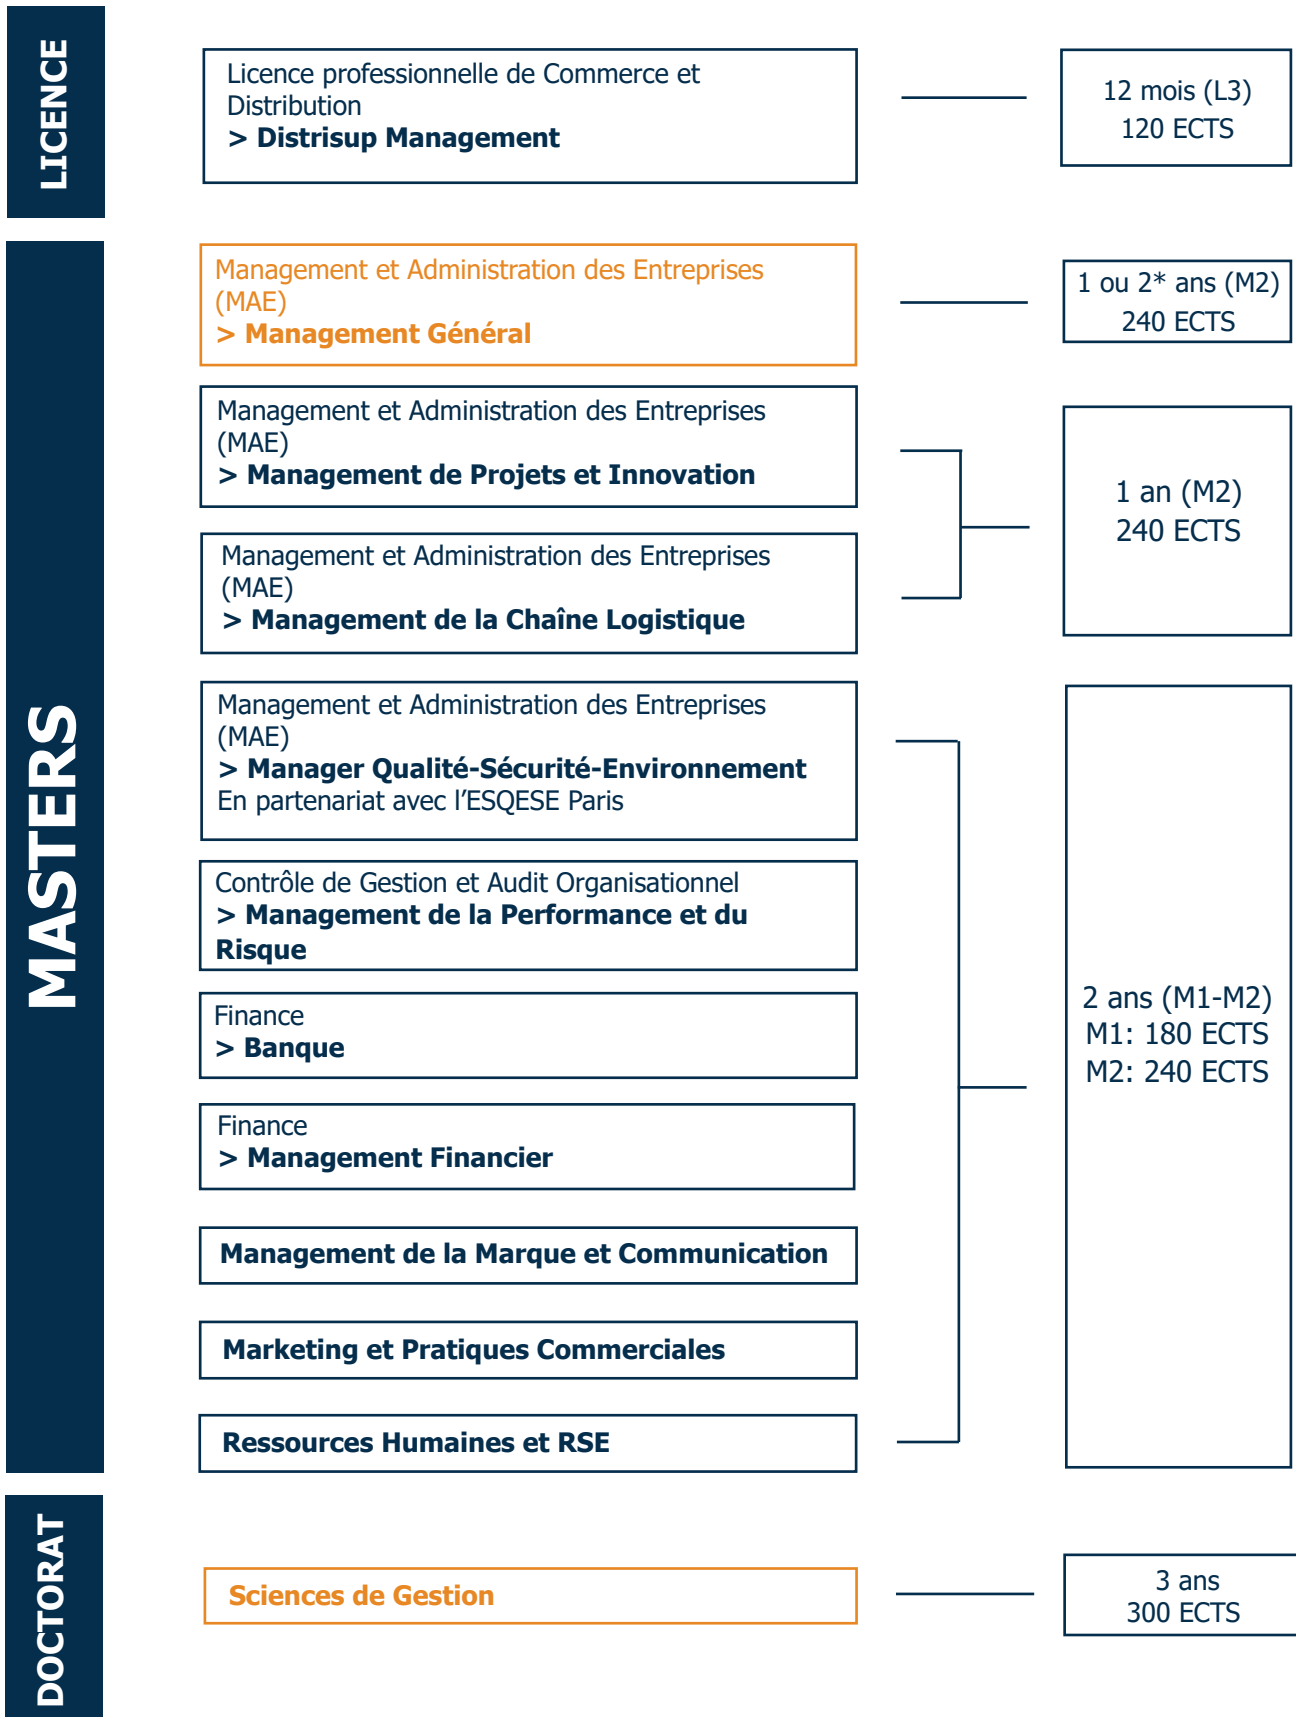 LICENCE
Licence professionnelle de Commerce et
Distribution
> Distrisup Management
12 mois (L3)
120 ECTS
MASTERS
Management et Administration des Entreprises
(MAE)
> Management Général
1 ou 2* ans (M2)
240 ECTS
Management et Administration des Entreprises
(MAE)
> Management de Projets et Innovation
Management et Administration des Entreprises
(MAE)
> Management de la Chaîne Logistique
1 an (M2)
240 ECTS
Management et Administration des Entreprises
(MAE)
> Manager Qualité-Sécurité-Environnement
En partenariat avec l’ESQESE Paris
Contrôle de Gestion et Audit Organisationnel
> Management de la Performance et du
Risque
Finance
> Banque
Finance
> Management Financier
Management de la Marque et Communication
Marketing et Pratiques Commerciales
Ressources Humaines et RSE
2 ans (M1-M2)
M1: 180 ECTS
M2: 240 ECTS
DOCTORAT
Sciences de Gestion
3 ans
300 ECTS